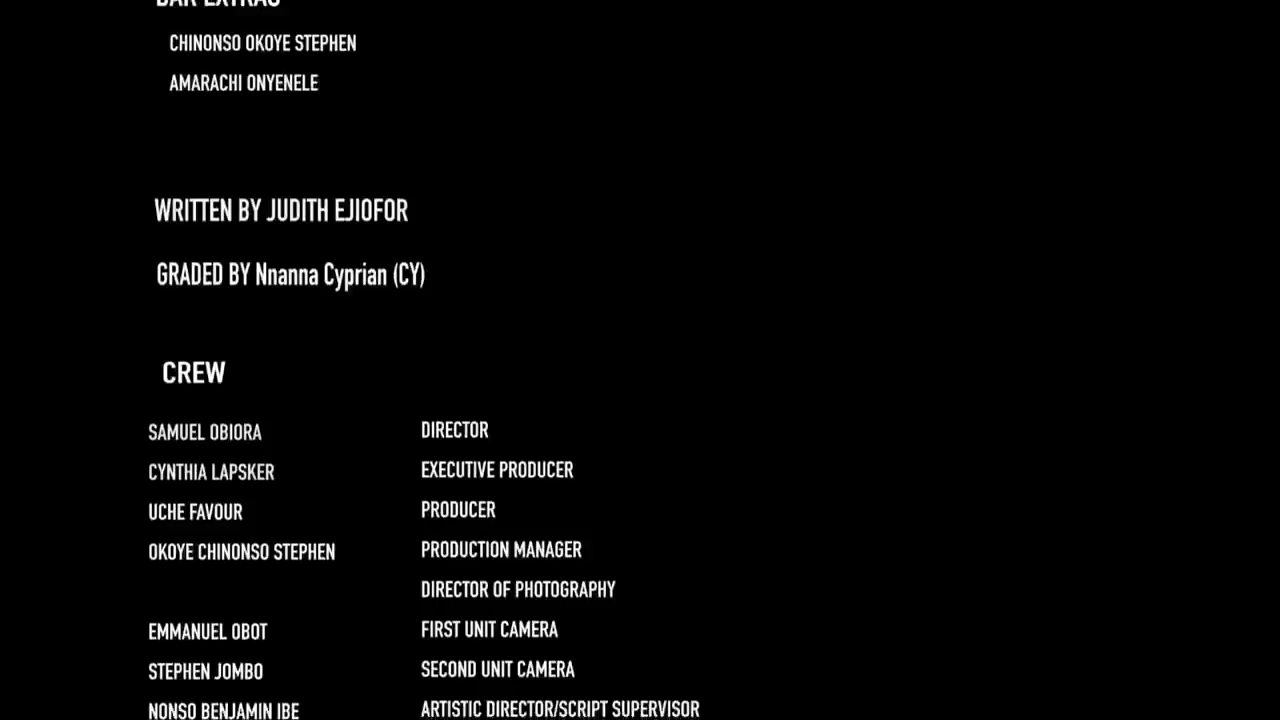 BAR EXTRAS
CHINONSO OKOYE STEPHEN
AMARACHI ONYENELE
WRITTEN BY JUDITH EJIOFOR
GRADED BY Nnanna Cyprian (CY)
CREW
SAMUEL OBIORA DIRECTOR
CYNTHIA LAPSKER EXECUTIVE PRODUCER
UCHE FAVOUR PRODUCER
OKOYE CHINONSO STEPHEN PRODUCTION MANAGER
DIRECTOR OF PHOTOGRAPHY
EMMANUEL OBOT FIRST UNIT CAMERA
STEPHEN JOMBO SECOND UNIT CAMERA
NONSO BENJAMIN IBE ARTISTIC DIRECTOR/SCRIPT SUPERVISOR